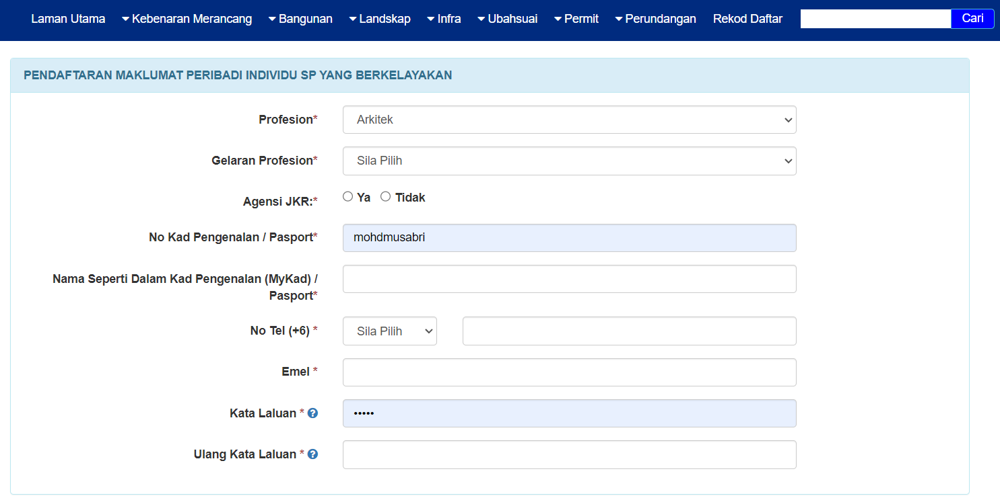 Laman Utama Kebenaran Merancang Bangunan Landskap Infra Ubahsuai Permit Perundangan Rekod Daftar Cari
PENDAFTARAN MAKLUMAT PERIBADI INDIVIDU SP YANG BERKELAYAKAN
Profesion* Arkitek
Gelaran Profesion* Sila Pilih
Agensi JKR:* Ya Tidak
No Kad Pengenalan / Pasport* mohdmusabri
Nama Seperti Dalam Kad Pengenalan (MyKad) /
Pasport*
No Tel (+6) * Sila Pilih
Emel *
Kata Laluan * ? •••••
Ulang Kata Laluan * ?